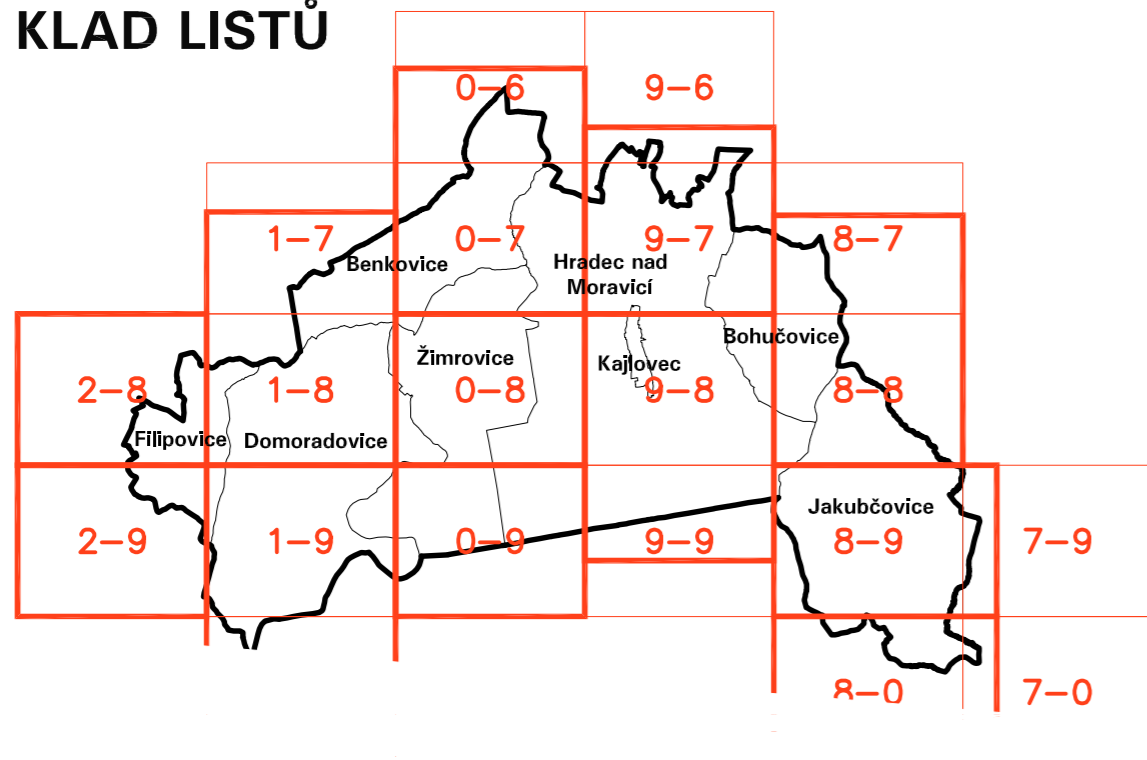 KLAD LISTŮ
0–6
9–6
1–7
0–7
9–7
8–7
Benkovice
Hradec nad
Moravicí
Bohučovice
Žimrovice
Kajlovec
2–8
1–8
0–8
9–8
8–8
Filipovice
Domoradovice
Jakubčovice
2–9
1–9
0–9
9–9
8–9
7–9
8–0
7–0